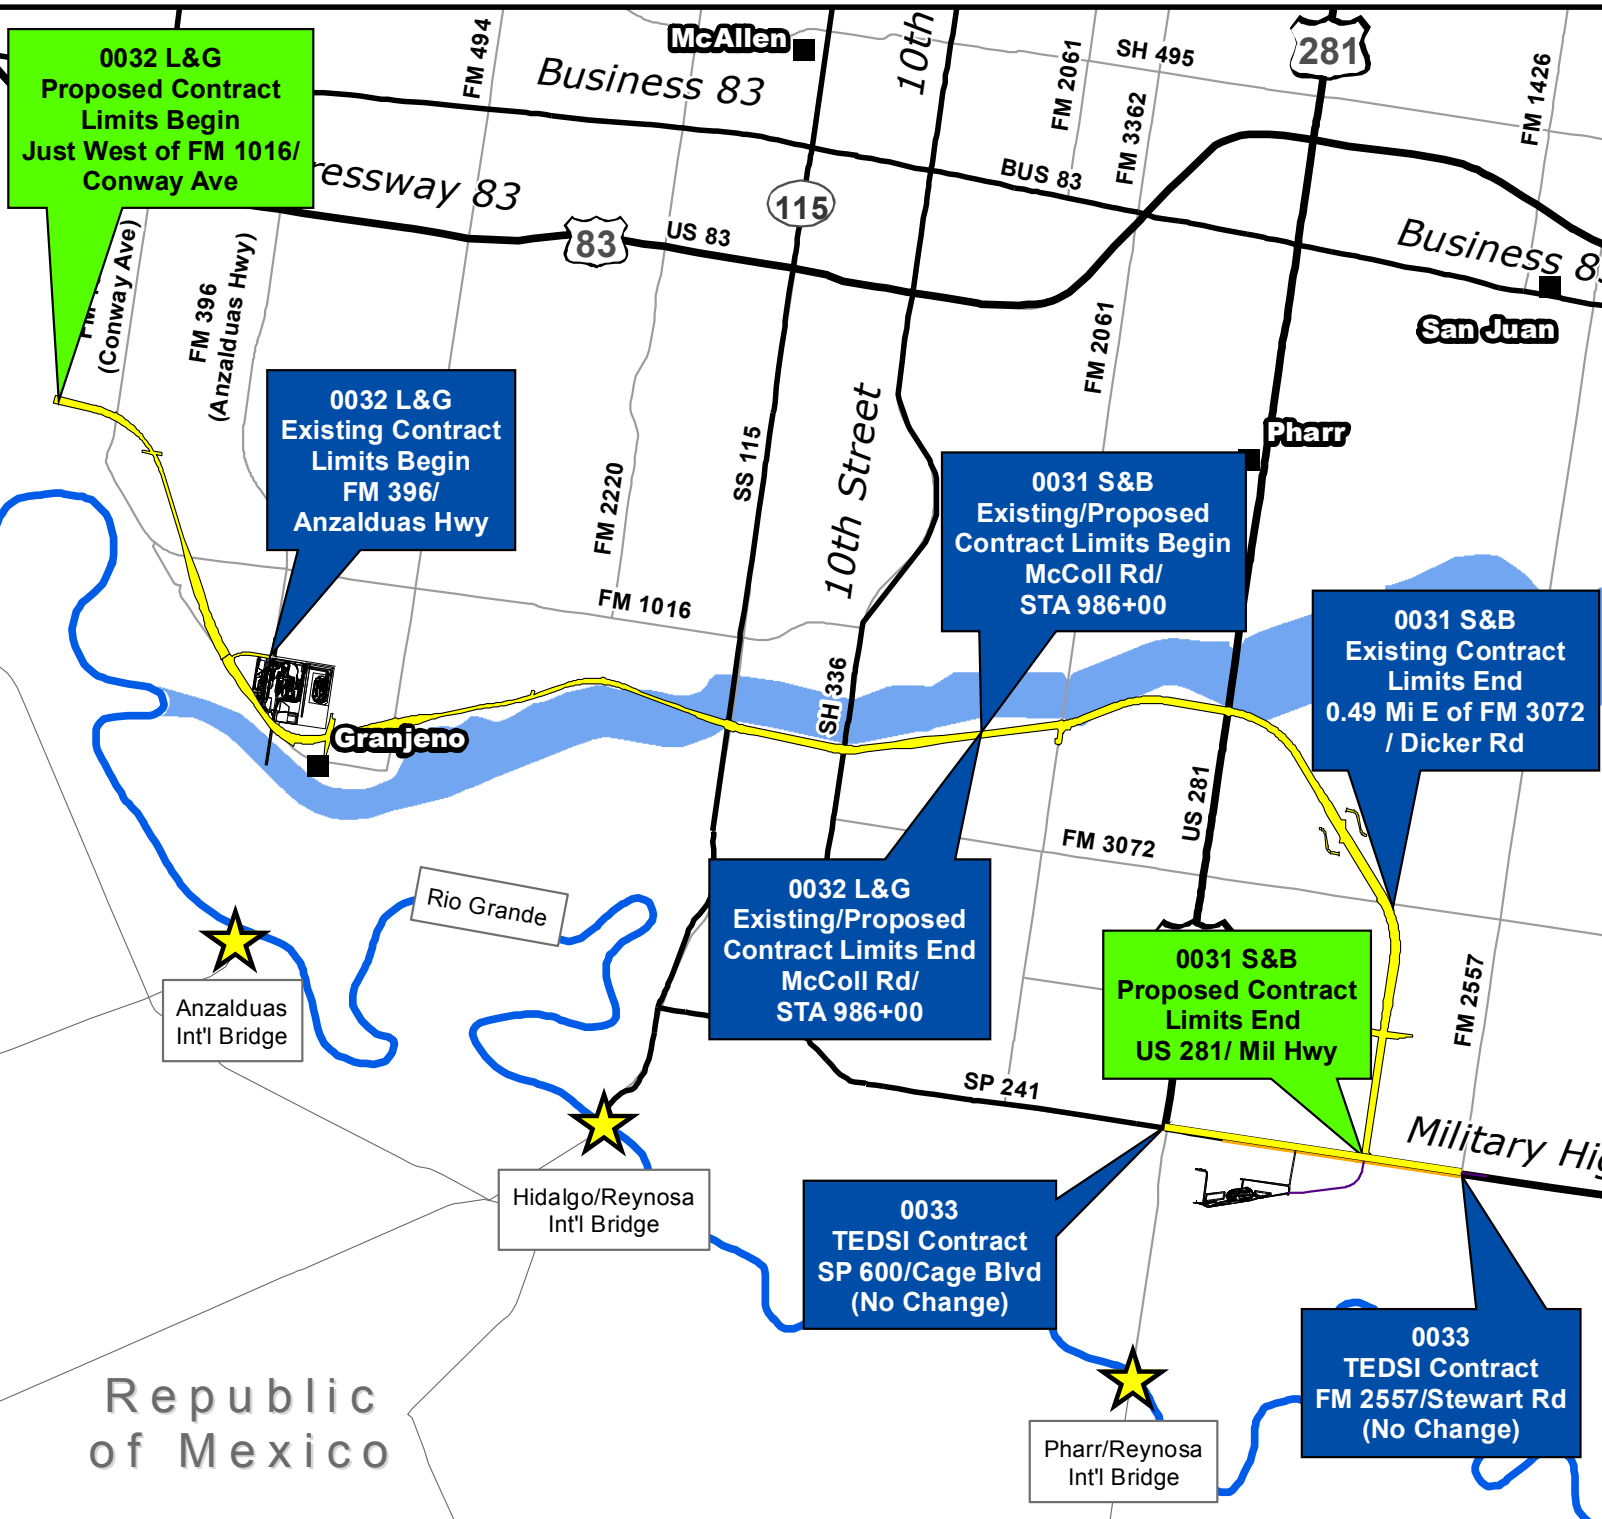 0032 L&G
Proposed Contract
Limits Begin
Just West of FM 1016/
Conway Ave
FM 494
McAllen
Business 83
10th
FM 2061
SH 495
FM 3362
281
FM 1426
ressway 83
83
US 83
115
BUS 83
Business 8
San Juan
FM
(Conway Ave)
FM 396
(Anzalduas Hwy)
0032 L&G
Existing Contract
Limits Begin
FM 396/
Anzalduas Hwy
FM 2220
SS 115
10th Street
FM 2061
Pharr
0031 S&B
Existing/Proposed
Contract Limits Begin
McColl Rd/
STA 986+00
FM 1016
SH 336
0031 S&B
Existing Contract
Limits End
0.49 Mi E of FM 3072
/ Dicker Rd
Granjeno
US 281
FM 3072
Rio Grande
0032 L&G
Existing/Proposed
Contract Limits End
McColl Rd/
STA 986+00
0031 S&B
Proposed Contract
Limits End
US 281/ Mil Hwy
FM 2557
Anzalduas
Int'l Bridge
SP 241
Military Hig
Hidalgo/Reynosa
Int'l Bridge
0033
TEDSI Contract
SP 600/Cage Blvd
(No Change)
0033
TEDSI Contract
FM 2557/Stewart Rd
(No Change)
Republic
of Mexico
Pharr/Reynosa
Int'l Bridge